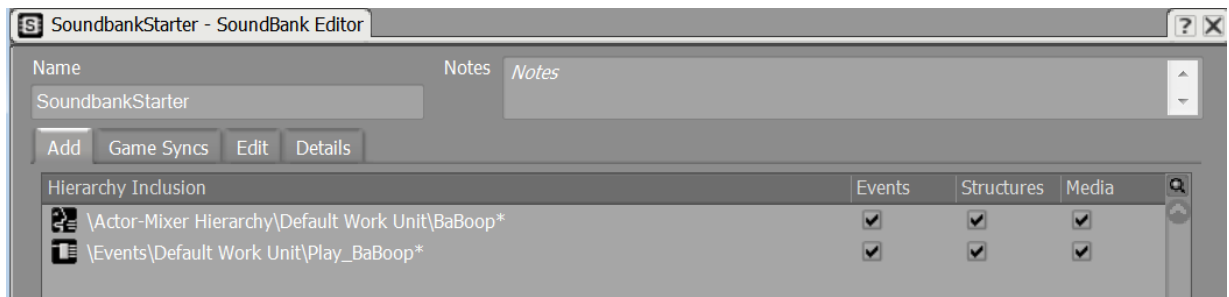 SoundbankStarter - SoundBank Editor
Name
Notes
Notes
SoundbankStarter
Add Game Syncs Edit Details
Hierarchy Inclusion Events Structures Media
\Actor-Mixer Hierarchy\Default Work Unit\BaBoop*
\Events\Default Work Unit\Play_BaBoop*